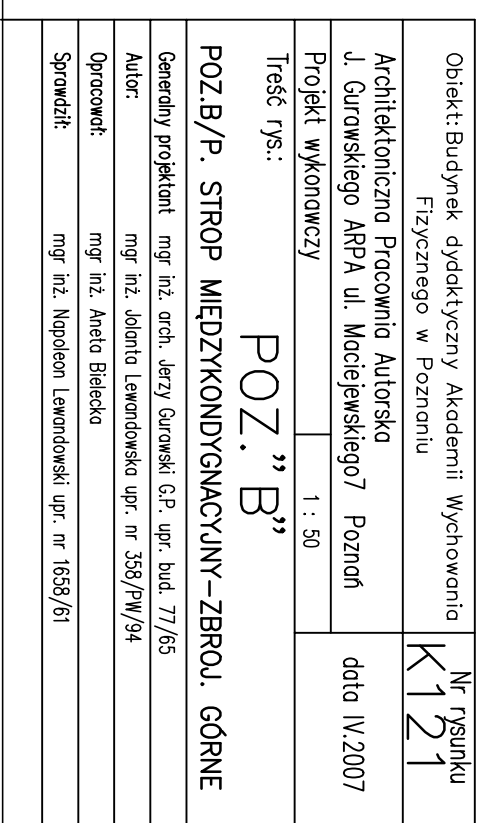 Obiekt: Budynek dydaktyczny Akademii Wychowania
Fizycznego w Poznaniu
Nr rysunku
K121
Architektoniczna Pracownia Autorska
J. Gurawskiego ARPA ul. Maciejewskiego7 Poznań
data IV.2007
Projekt wykonawczy
1 : 50
Treść rys.:
POZ."B"
POZ.B/P. STROP MIĘDZYKONDYGNACYJNY-ZBROJ. GÓRNE
Generalny projektant mgr inż. arch. Jerzy Gurawski G.P. upr. bud. 77/65
Autor: mgr inż. Jolanta Lewandowska upr. nr 358/PW/94
Opracował: mgr inż. Aneta Bielecka
Sprawdził: mgr inż. Napoleon Lewandowski upr. nr 1658/61